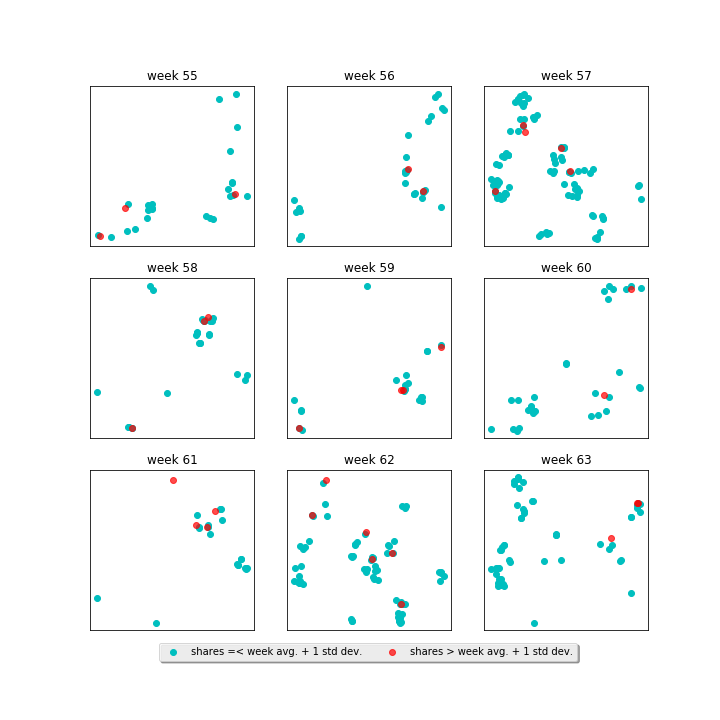 week 55
week 56
week 57
week 58
week 59
week 60
week 61
week 62
week 63
shares =< week avg. + 1 std dev.
shares > week avg. + 1 std dev.